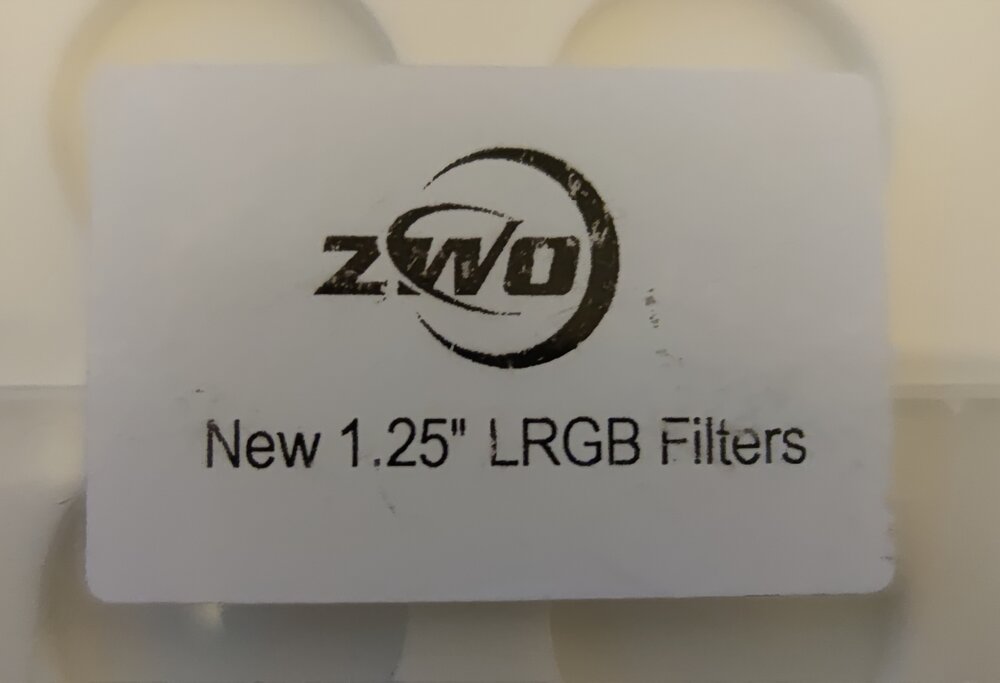 ZWO
New 1.25" LRGB Filters